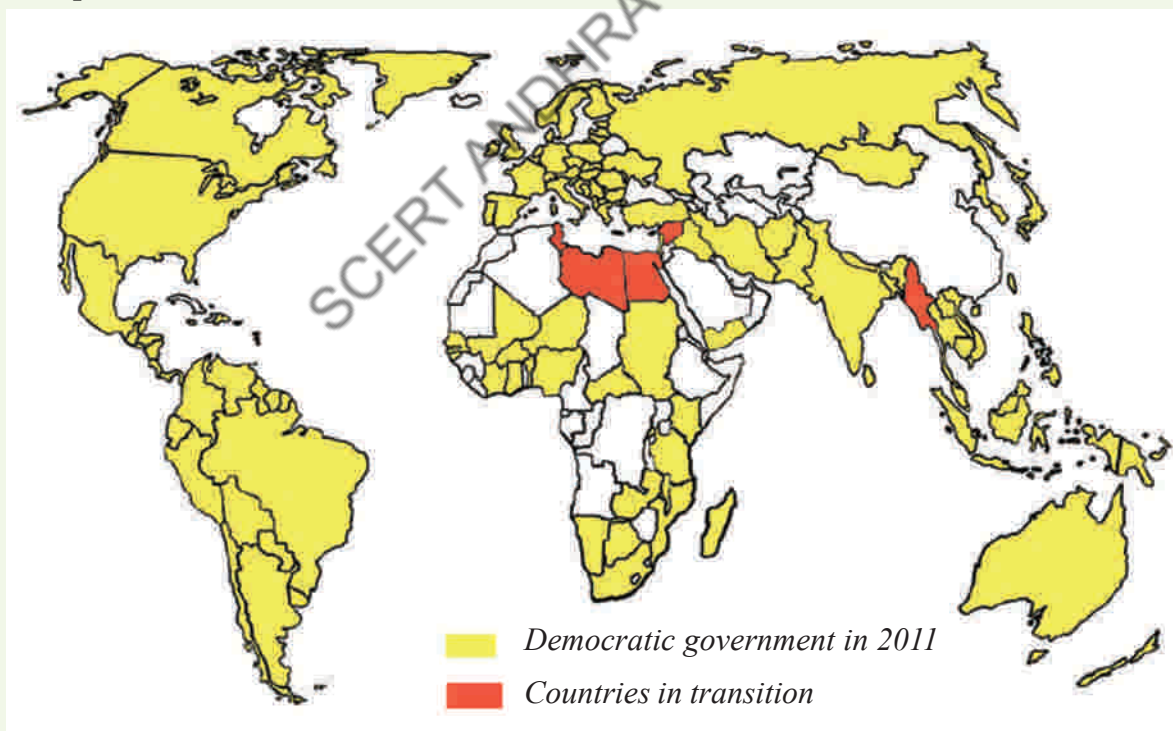 SCERT ANDHRA
Democratic government in 2011
Countries in transition